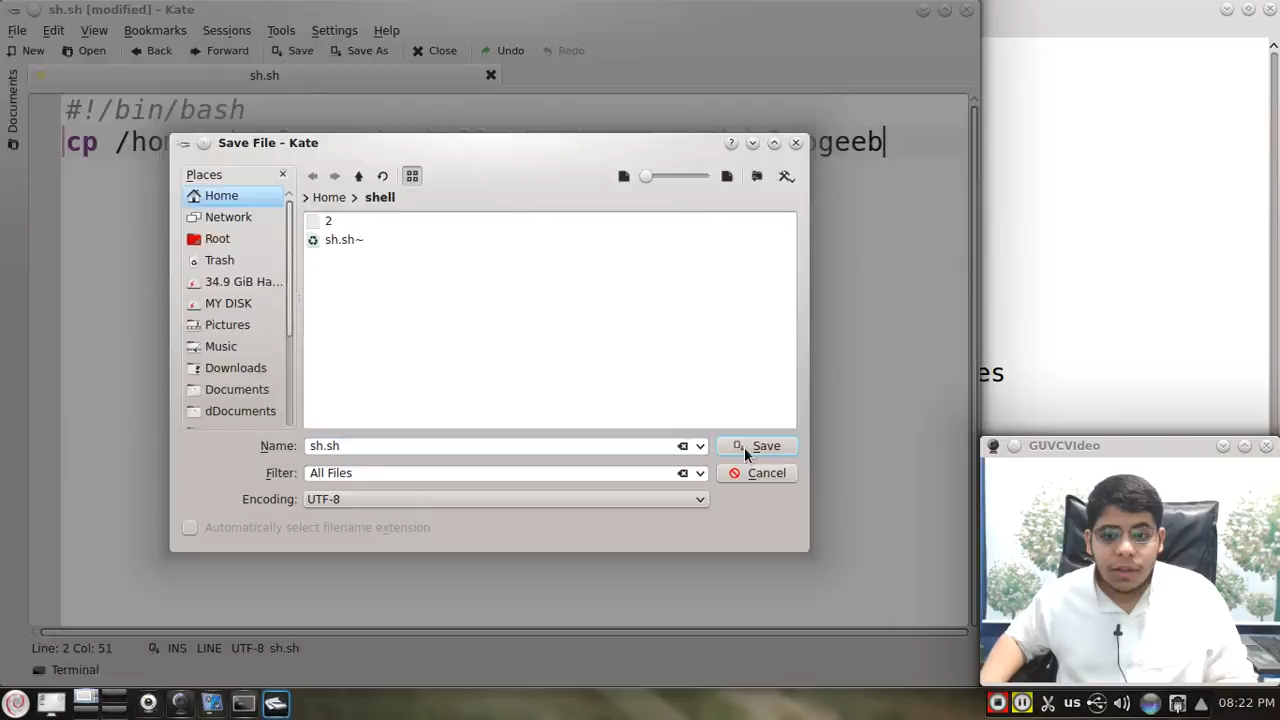 sh.sh [modified] – Kate
File Edit View Bookmarks Sessions Tools Settings Help
New Open Back Forward Save Save As Close Undo Redo
Documents
sh.sh
#!/bin/bash
cp /ho
geeb
Save File – Kate
Places
Home
Network
Root
Trash
34.9 GiB Ha...
MY DISK
Pictures
Music
Downloads
Documents
dDocuments
Home shell
2
sh.sh~
Name: sh.sh Save
Filter: All Files Cancel
Encoding: UTF-8
Automatically select filename extension
es
GUVCVideo
Line: 2 Col: 51 INS LINE UTF-8 sh.sh
Terminal
us 08:22 PM